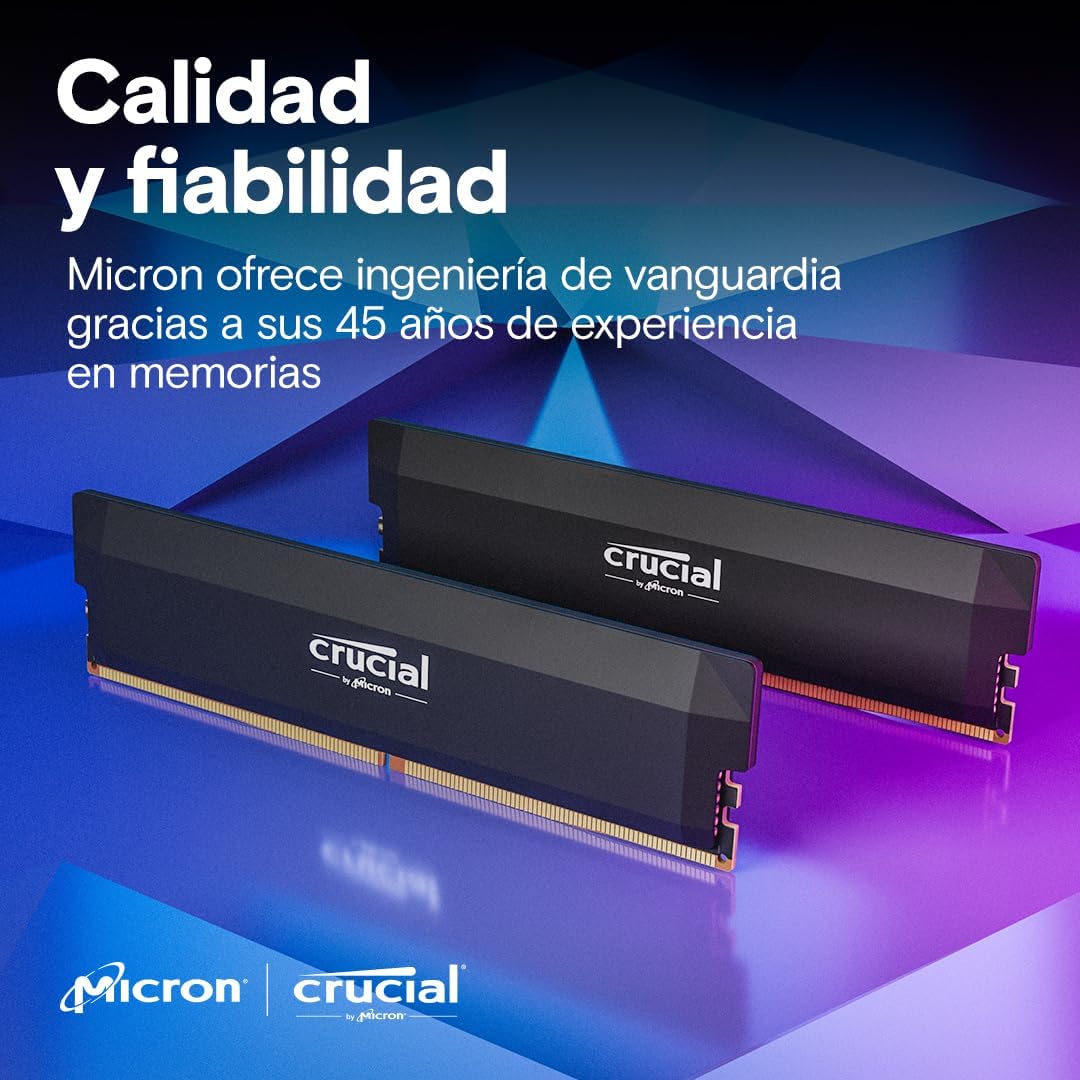 Calidad
y fiabilidad
Micron ofrece ingeniería de vanguardia
gracias a sus 45 años de experiencia
en memorias
crucial
by Micron
crucial
by Micron
Micron® | crucial®
by Micron®